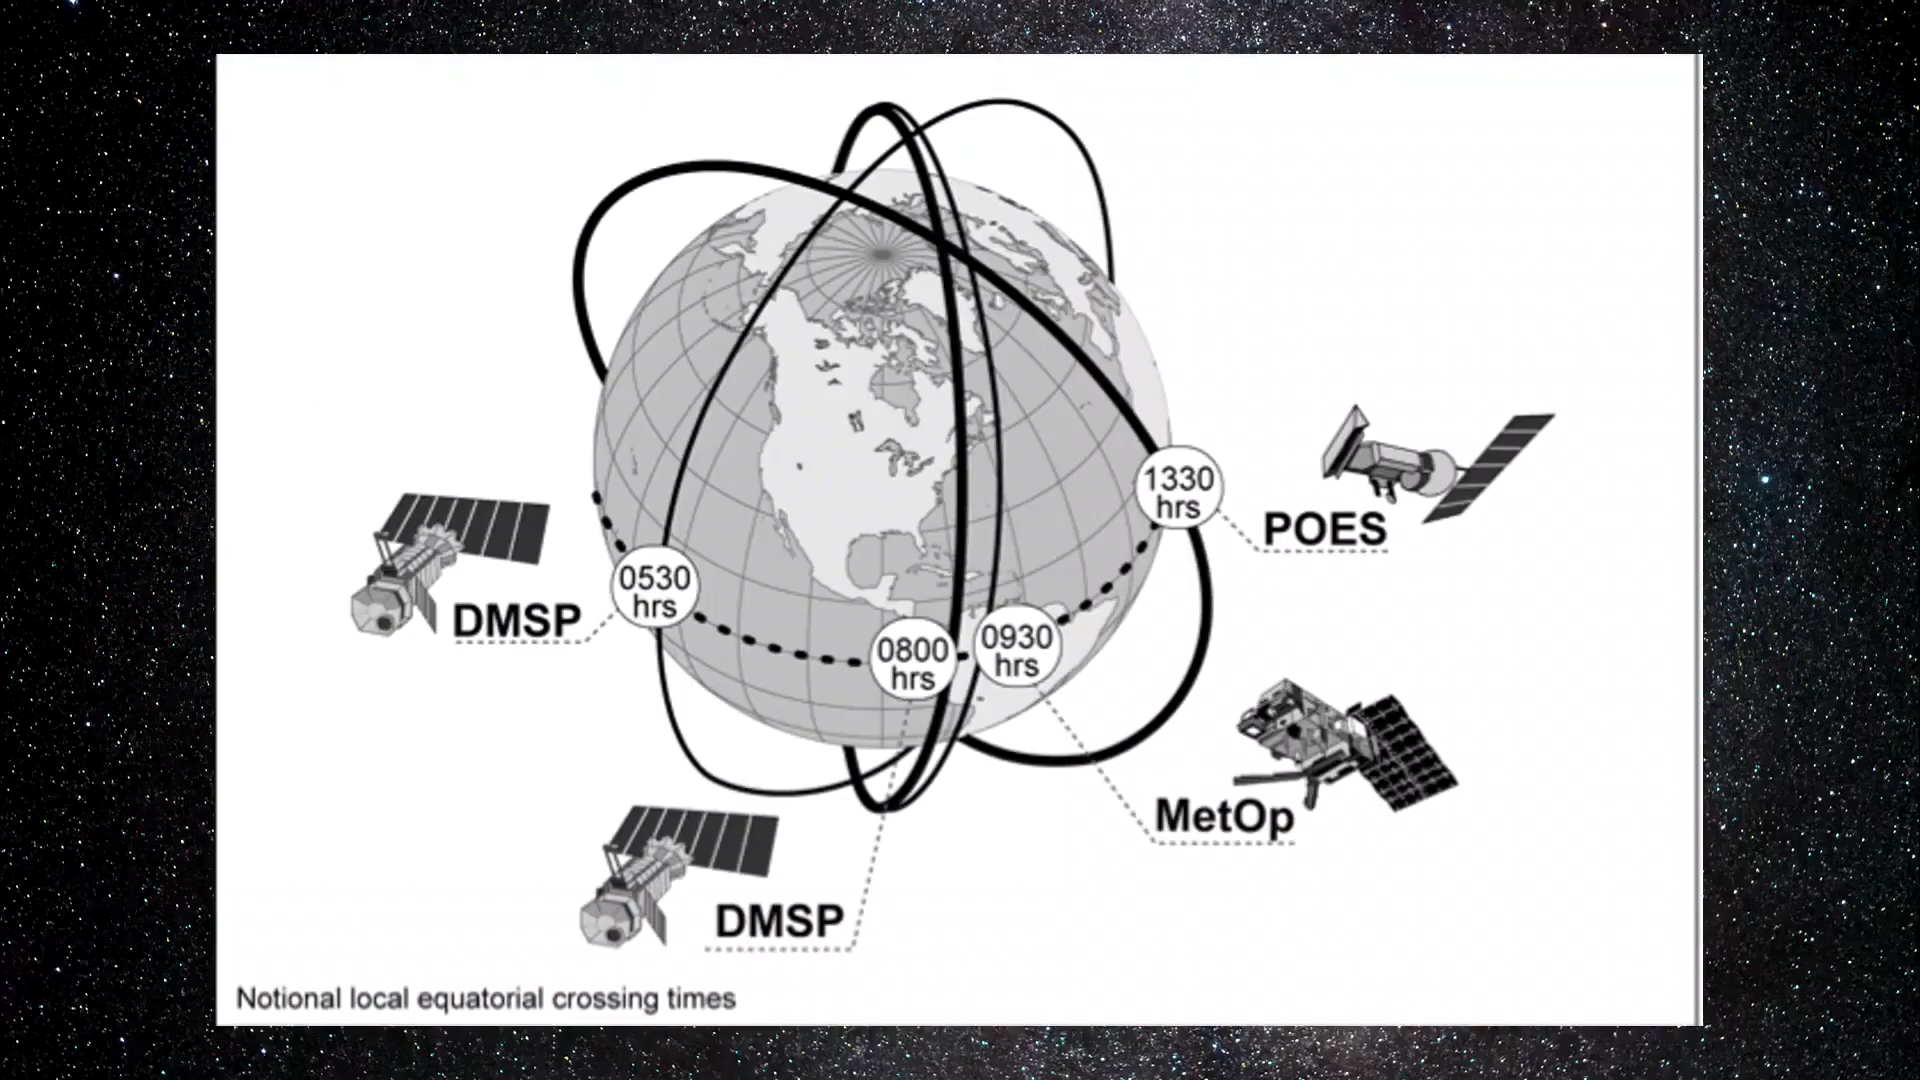 1330
hrs
POES
0530
hrs
DMSP
0800
hrs
0930
hrs
MetOp
DMSP
Notional local equatorial crossing times